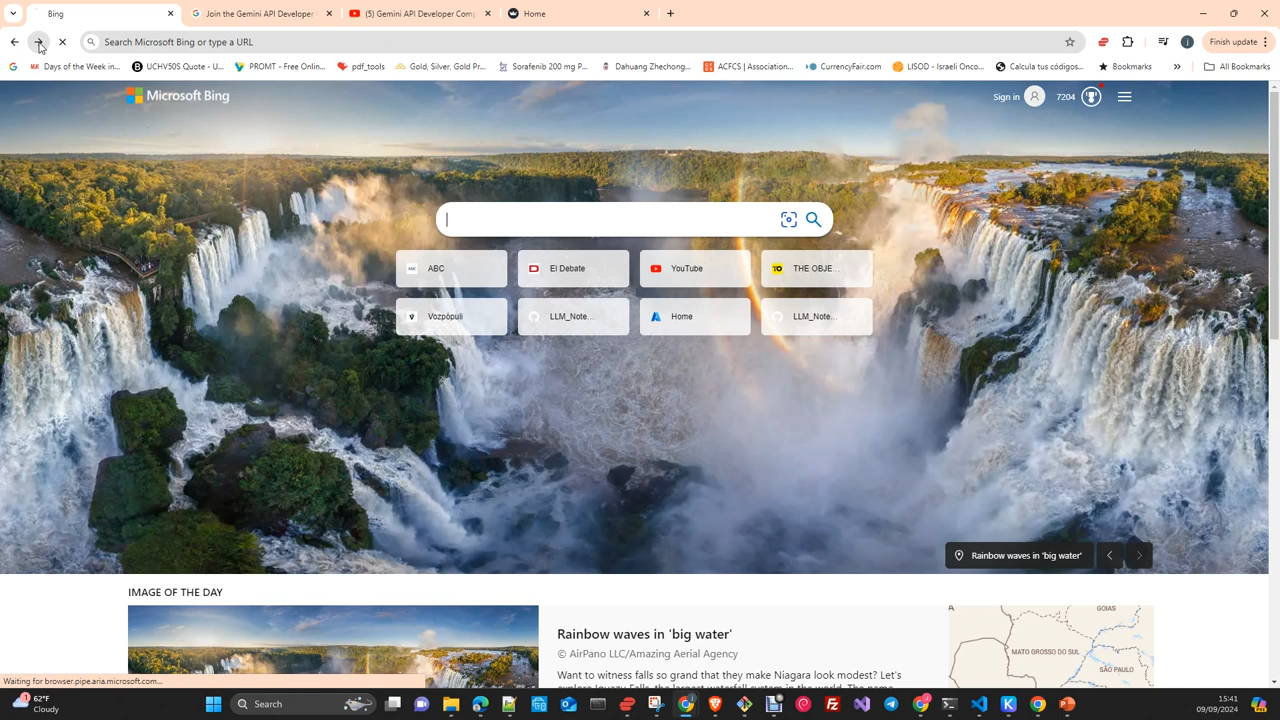 Bing
Join the Gemini API Developer
(5) Gemini API Developer Comp
Home
Search Microsoft Bing or type a URL
Finish update
Days of the Week in...
UCHV50S Quote - U...
PROMT - Free Onlin...
pdf_tools
Gold, Silver, Gold Pr...
Sorafenib 200 mg P...
Dahuang Zhechong...
ACFCS | Association...
CurrencyFair.com
LISOD - Israeli Onco...
Calcula tus códigos...
Bookmarks
All Bookmarks
Microsoft Bing
Sign in
7204
ABC
El Debate
YouTube
THE OBJE...
Vozpópuli
LLM_Note...
Home
LLM_Note...
Rainbow waves in 'big water'
IMAGE OF THE DAY
Rainbow waves in 'big water'
© AirPano LLC/Amazing Aerial Agency
Want to witness falls so grand that they make Niagara look modest? Let's
GOIAS
MATO GROSSO DO SUL
SÃO PAULO
Waiting for browser.pipe.aria.microsoft.com...
62°F
Cloudy
Search
15:41
09/09/2024